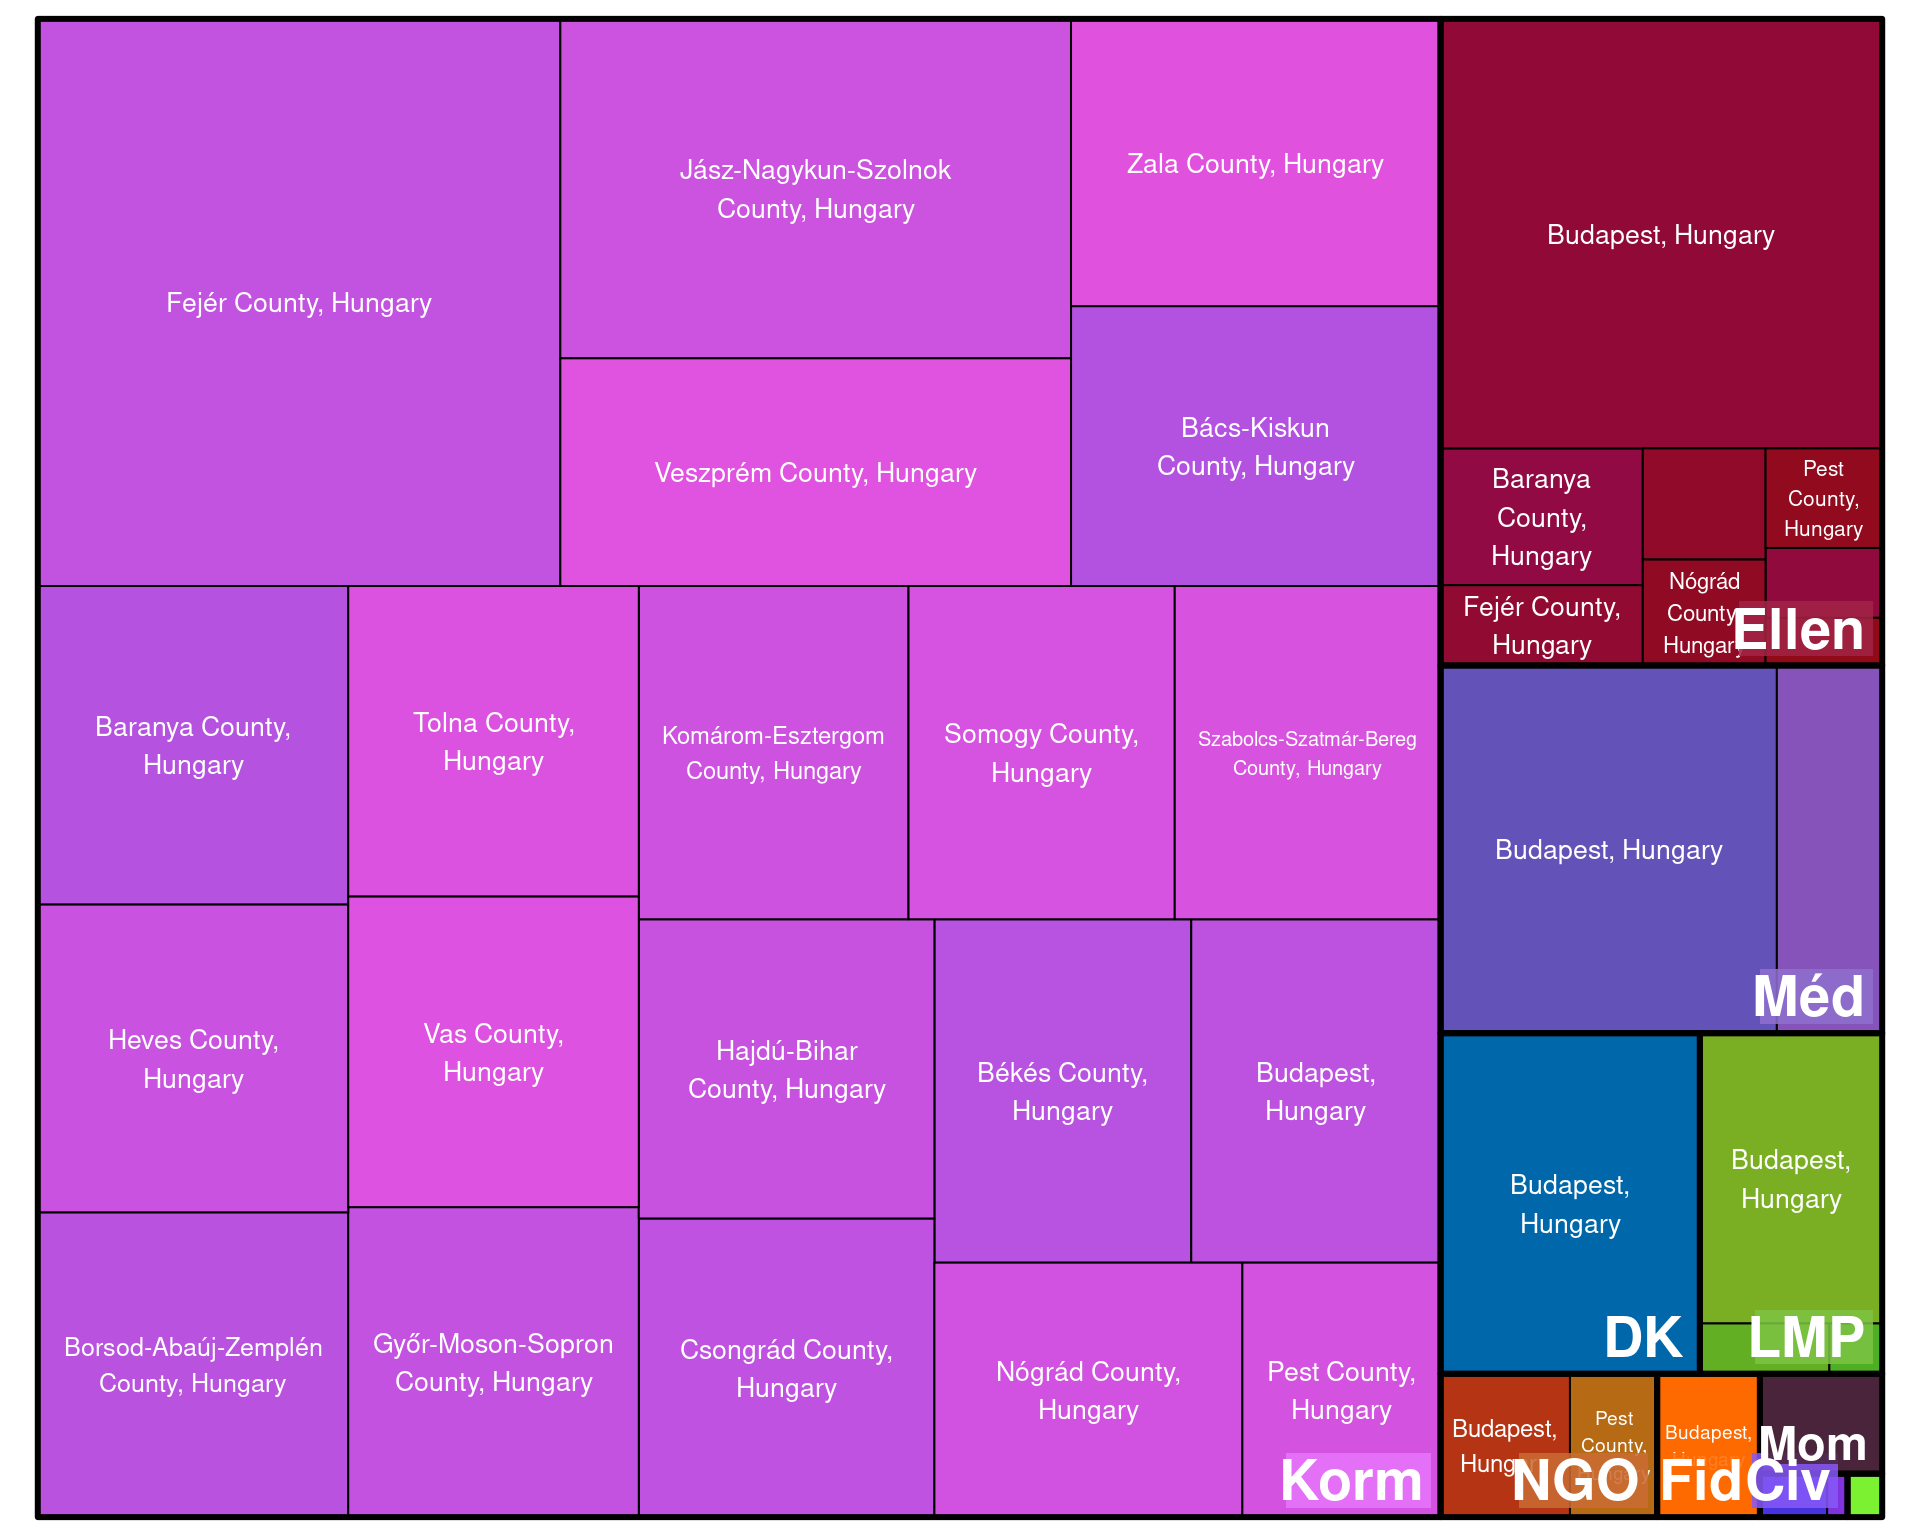 Fejér County, Hungary
Jász-Nagykun-Szolnok
County, Hungary
Zala County, Hungary
Veszprém County, Hungary
Bács-Kiskun
County, Hungary
Baranya County,
Hungary
Tolna County,
Hungary
Komárom-Esztergom
County, Hungary
Somogy County,
Hungary
Szabolcs-Szatmár-Bereg
County, Hungary
Heves County,
Hungary
Vas County,
Hungary
Hajdú-Bihar
County, Hungary
Békés County,
Hungary
Budapest,
Hungary
Borsod-Abaúj-Zemplén
County, Hungary
Győr-Moson-Sopron
County, Hungary
Csongrád County,
Hungary
Nógrád County,
Hungary
Pest County,
Hungary
Korm
Budapest, Hungary
Baranya
County,
Hungary
Pest
County,
Hungary
Fejér County,
Hungary
Nógrád
County,
Hungary
Ellen
Budapest, Hungary
Méd
Budapest,
Hungary
DK
Budapest,
Hungary
LMP
Budapest,
Hungary
Pest
County,
Hungary
NGO
Budapest,
Fid
Mom
Civ